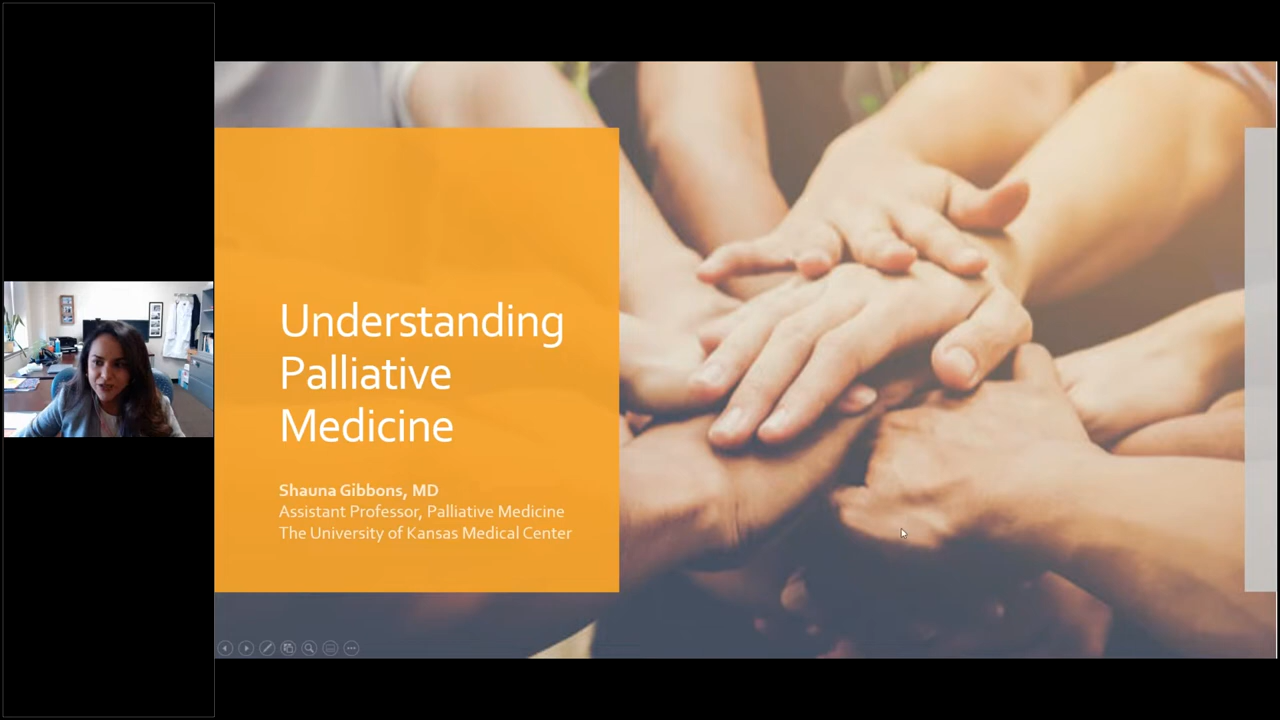 Understanding
Palliative
Medicine
Shauna Gibbons, MD
Assistant Professor, Palliative Medicine
The University of Kansas Medical Center